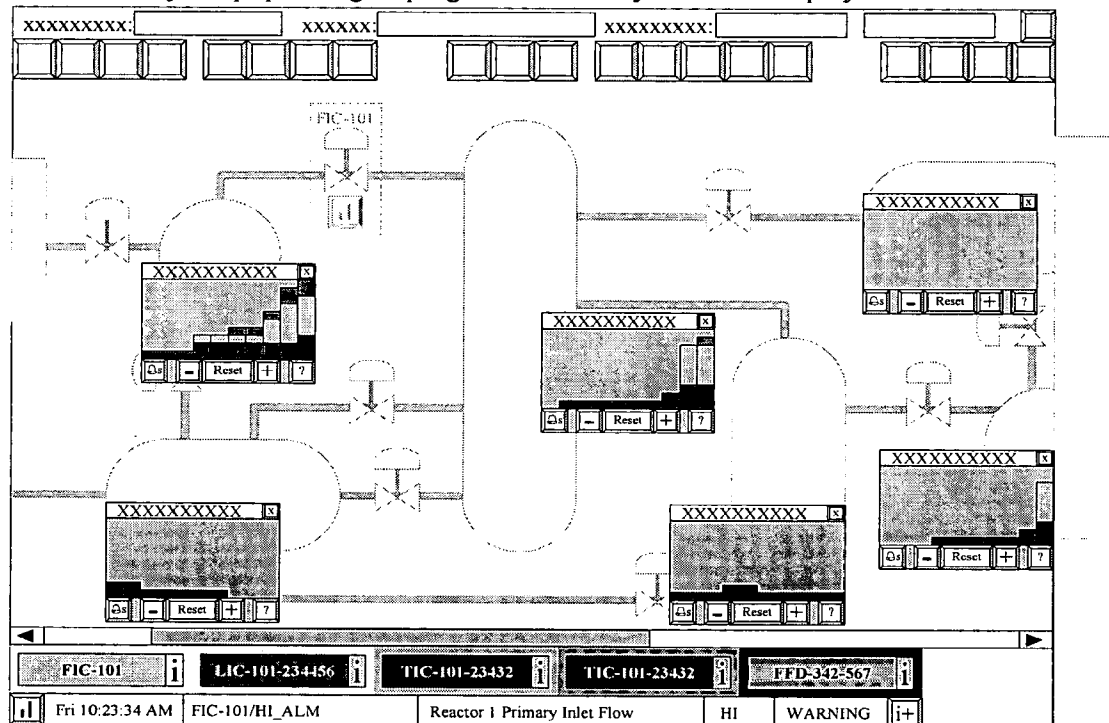 XXXXXXXXX: XXXXXX: XXXXXXXXX:
FIC-101
XXXXXXXXXX x
Reset + ?
XXXXXXXXXX x
- Reset + ?
XXXXXXXXXX x
- Reset + ?
XXXXXXXXXX x
- Reset + ?
XXXXXXXXXX x
- Reset + ?
XXXXXXXXXX x
- Reset + ?
FIC-101 i LIC-101-234456 i TIC-101-23432 i TIC-101-23432 i FFD-342-567 i
Fri 10:23:34 AM FIC-101/HI_ALM Reactor 1 Primary Inlet Flow HI WARNING i+